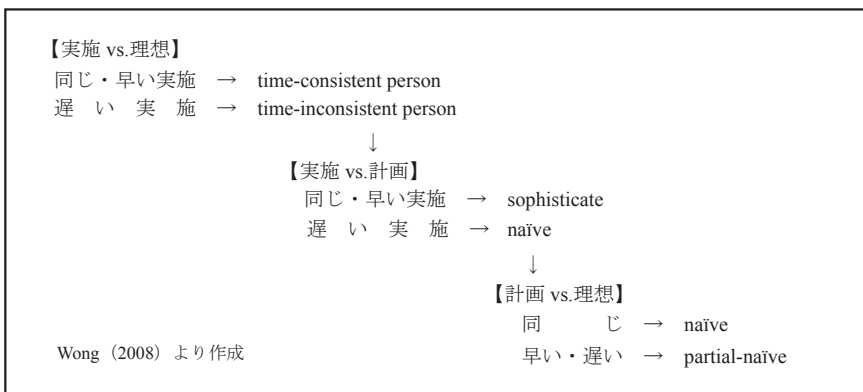 【実施 vs.理想】
同じ・早い実施 → time-consistent person
遅い実施 → time-inconsistent person
↓
【実施 vs.計画】
同じ・早い実施 → sophisticate
遅い実施 → naïve
↓
【計画 vs.理想】
同じ → naïve
早い・遅い → partial-naïve
Wong（2008）より作成